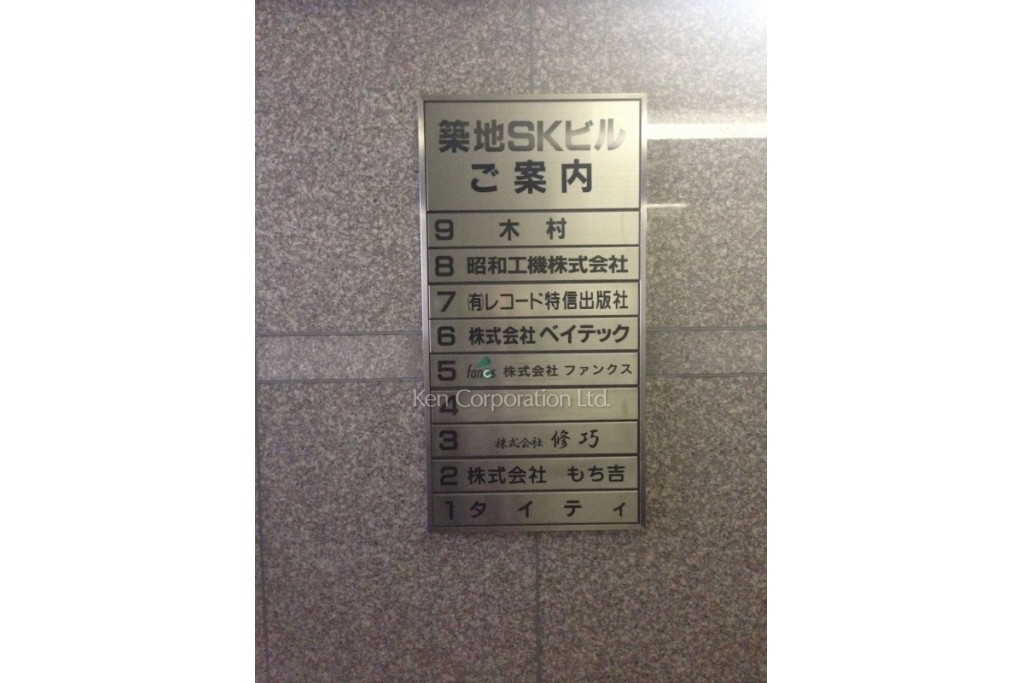 築地SKビル
ご案内
9 木村
8 昭和工機株式会社
7 (有)レコード特信出版社
6 株式会社ベイテック
5 fancs 株式会社 ファンクス
4
Ken Corporation Ltd.
3 株式会社 修巧
2 株式会社 もち吉
1 タイティ